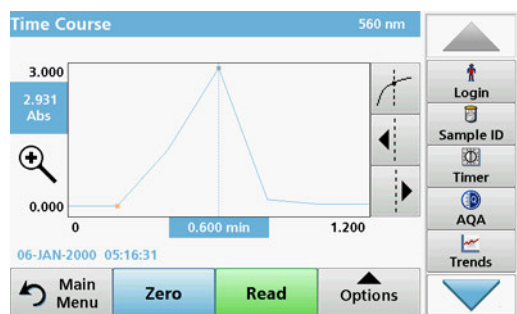 Time Course 560 nm
3.000
2.931
Abs
0.000
0 0.600 min 1.200
06-JAN-2000 05:16:31
Main
Menu
Zero
Read
Options
Login
Sample ID
Timer
AQA
Trends